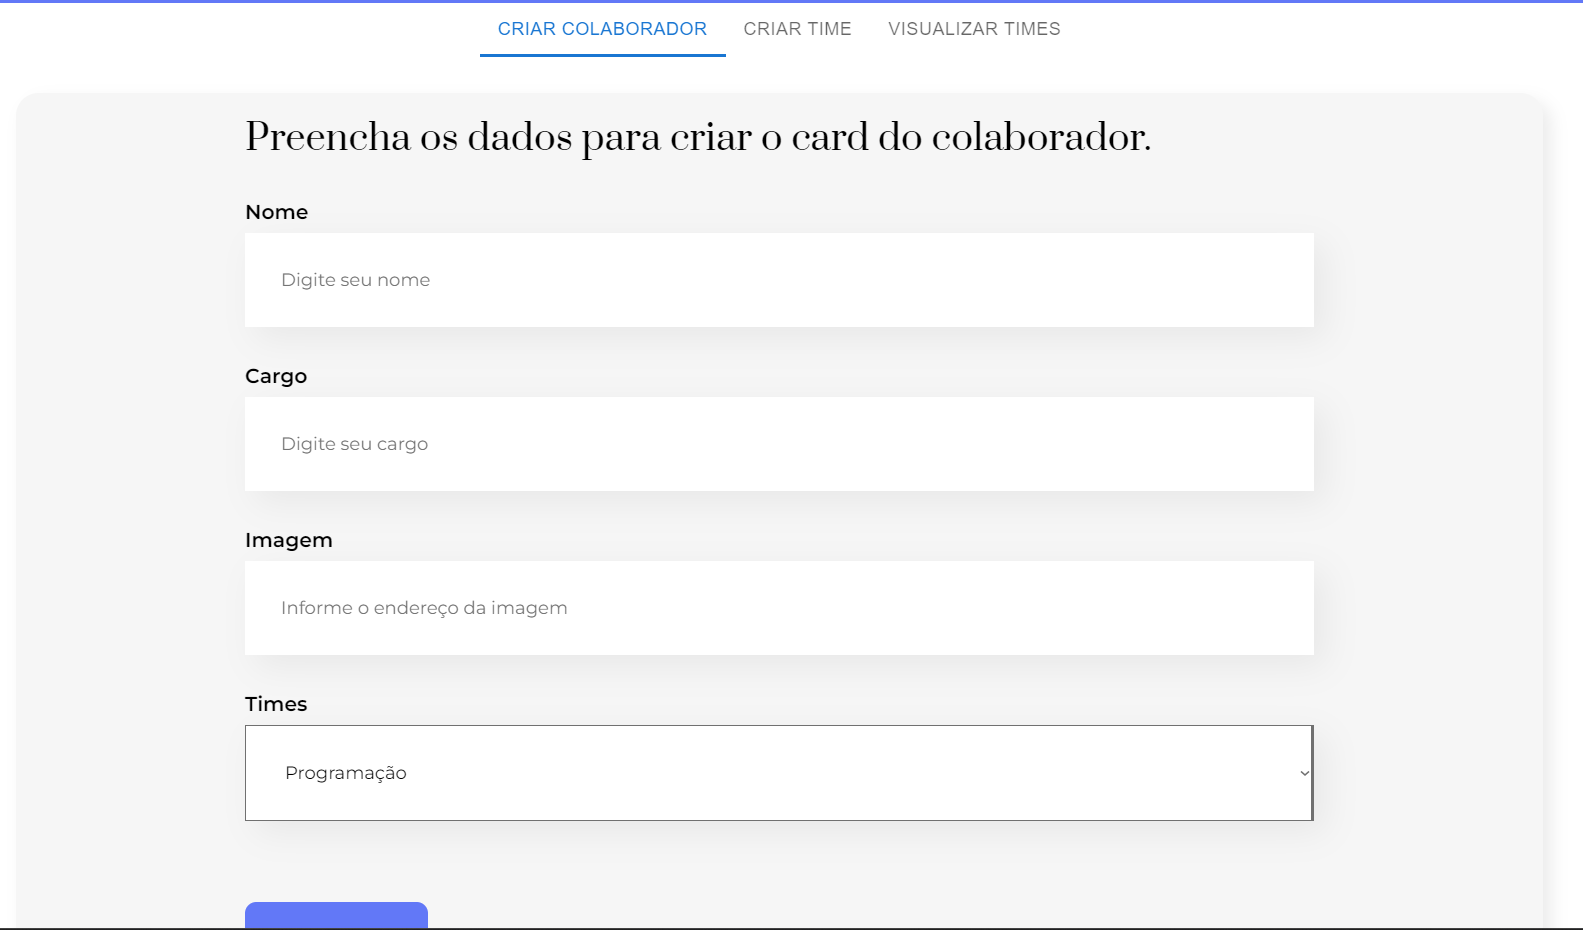 CRIAR COLABORADOR CRIAR TIME VISUALIZAR TIMES
Preencha os dados para criar o card do colaborador.
Nome
Digite seu nome
Cargo
Digite seu cargo
Imagem
Informe o endereço da imagem
Times
Programação